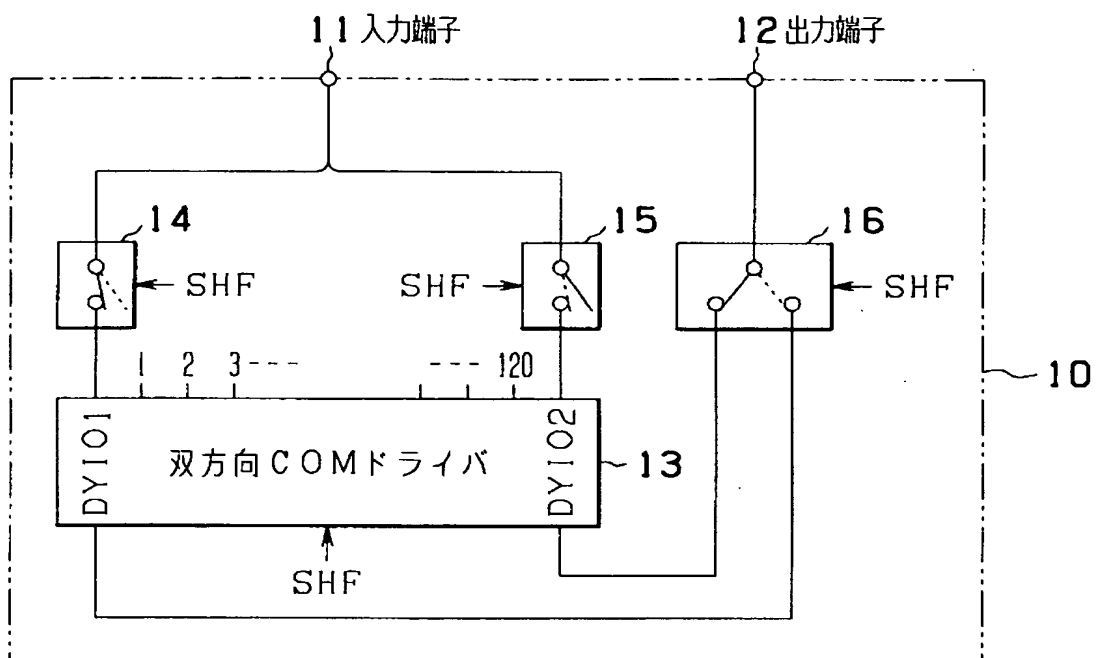 11 入力端子
12 出力端子
14
15
16
SHF
SHF
SHF
1 2 3 ---- --- 120
10
DYIO1
双方向COMドライバ
DYIO2
13
SHF